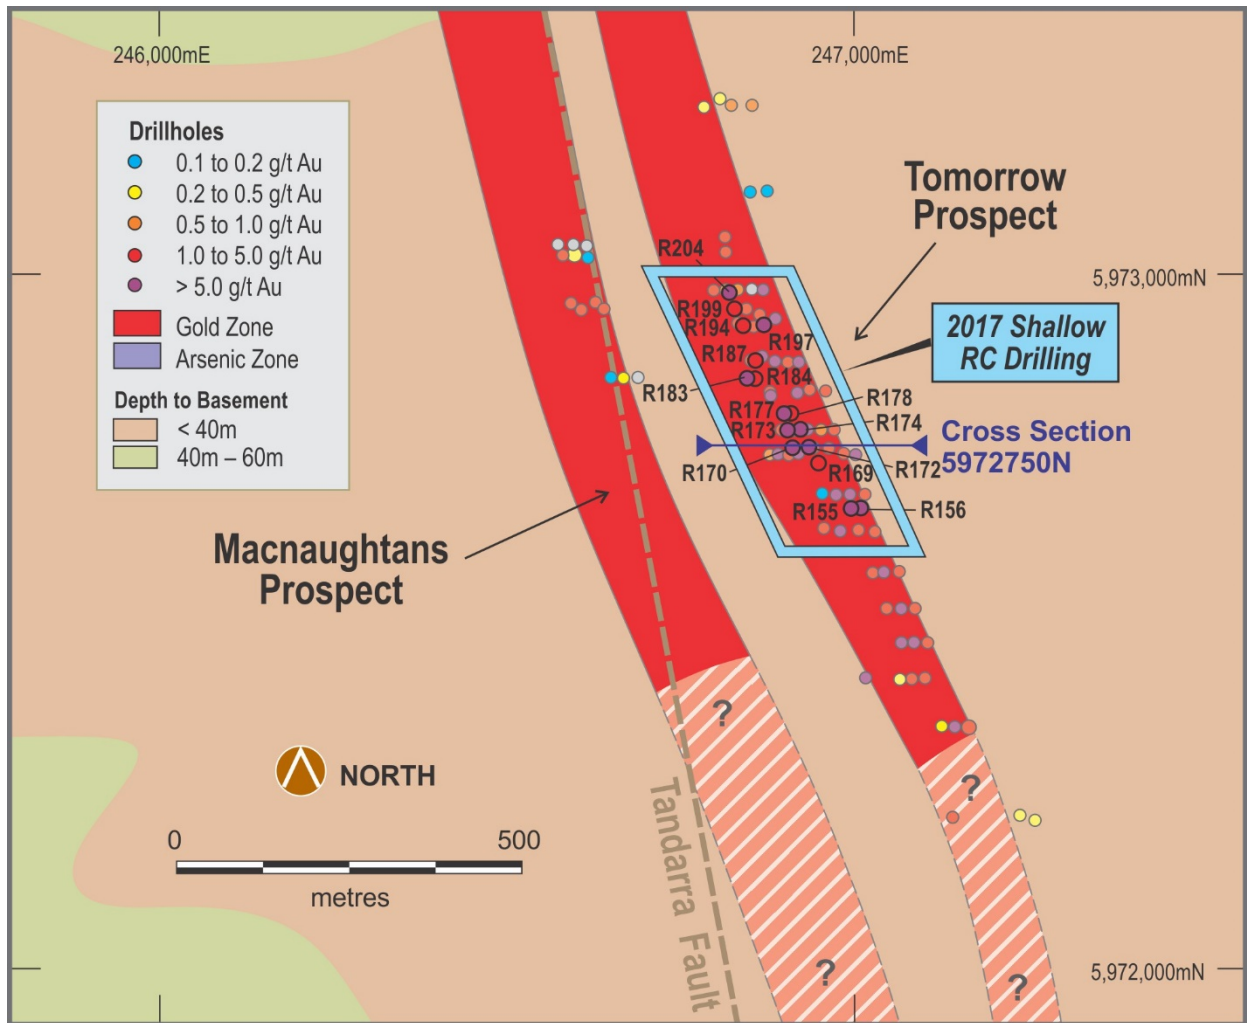 246,000mE
247,000mE
Drillholes
0.1 to 0.2 g/t Au
0.2 to 0.5 g/t Au
0.5 to 1.0 g/t Au
1.0 to 5.0 g/t Au
> 5.0 g/t Au
Gold Zone
Arsenic Zone
Depth to Basement
< 40m
40m – 60m
Tomorrow
Prospect
5,973,000mN
2017 Shallow
RC Drilling
R204
R199
R194
R197
R187
R183
R184
R177
R178
R173
R174
Cross Section
5972750N
R170
R169
R172
R155
R156
Macnaughtans
Prospect
?
?
NORTH
0
500
metres
Tandarra Fault
?
?
5,972,000mN